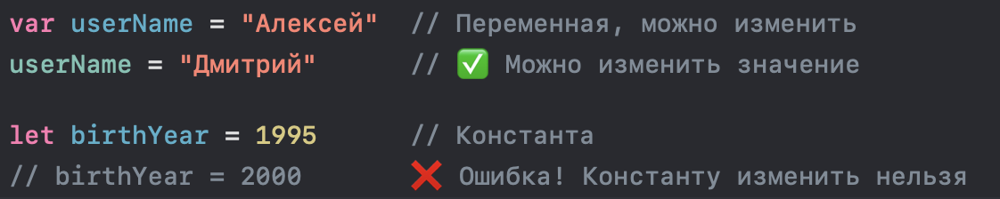 var userName = "Алексей"  // Переменная, можно изменить
userName = "Дмитрий"      // ✅ Можно изменить значение
let birthYear = 1995      // Константа
// birthYear = 2000       ❌ Ошибка! Константу изменить нельзя